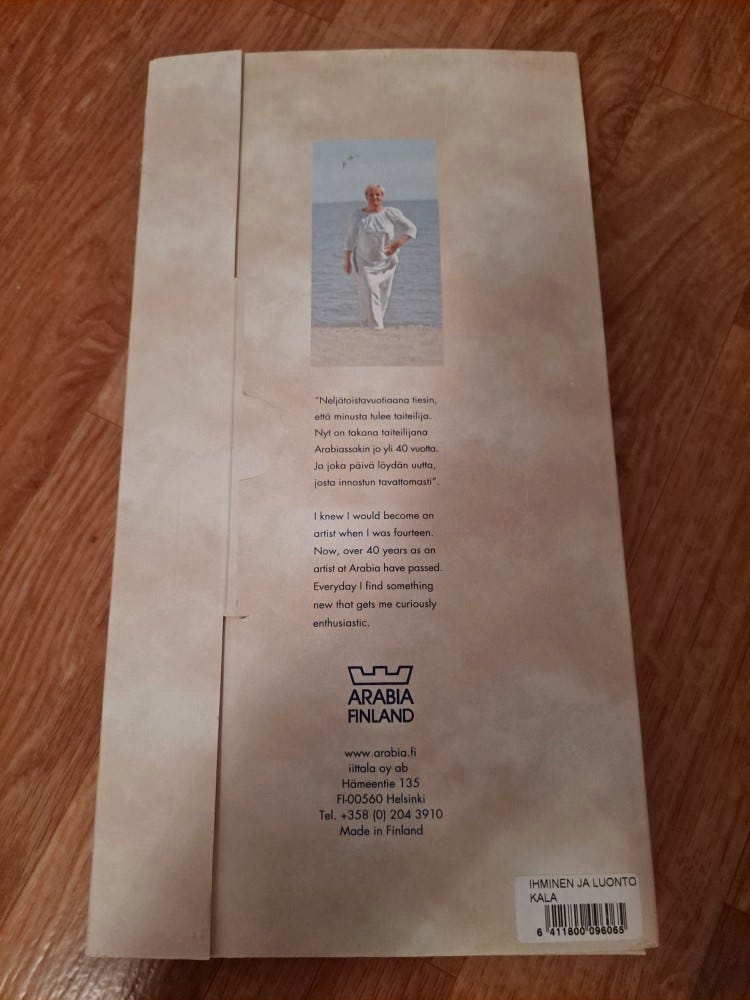 "Neljätoistavuotiaana tiesin,
että minusta tulee taiteilija.
Nyt on takana taiteilijana
Arabiassakin jo yli 40 vuotta.
Ja joka päivä löydän uutta,
josta innostun tavattomasti".
I knew I would become an
artist when I was fourteen.
Now, over 40 years as an
artist at Arabia have passed.
Everyday I find something
new that gets me curiously
enthusiastic.
ARABIA
FINLAND
www.arabia.fi
iittala oy ab
Hämeentie 135
FI-00560 Helsinki
Tel. +358 (0) 204 3910
Made in Finland
IHMINEN JA LUONTO
KALA
6 411800 096065